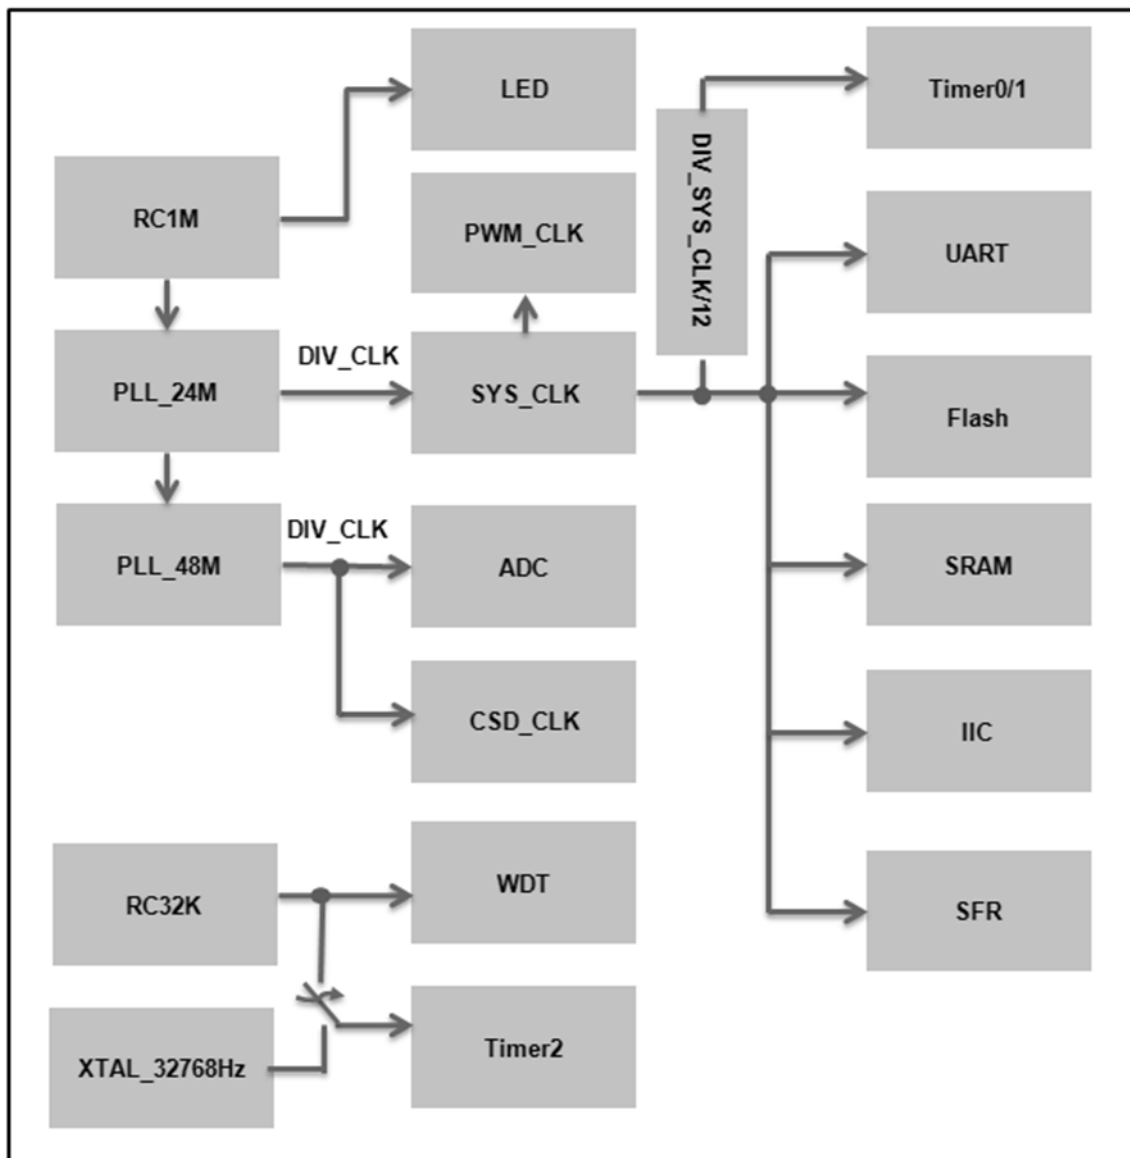 LED
Timer0/1
RC1M
DIV_SYS_CLK/12
PWM_CLK
UART
DIV_CLK
PLL_24M
SYS_CLK
Flash
DIV_CLK
PLL_48M
ADC
SRAM
CSD_CLK
IIC
RC32K
WDT
SFR
XTAL_32768Hz
Timer2